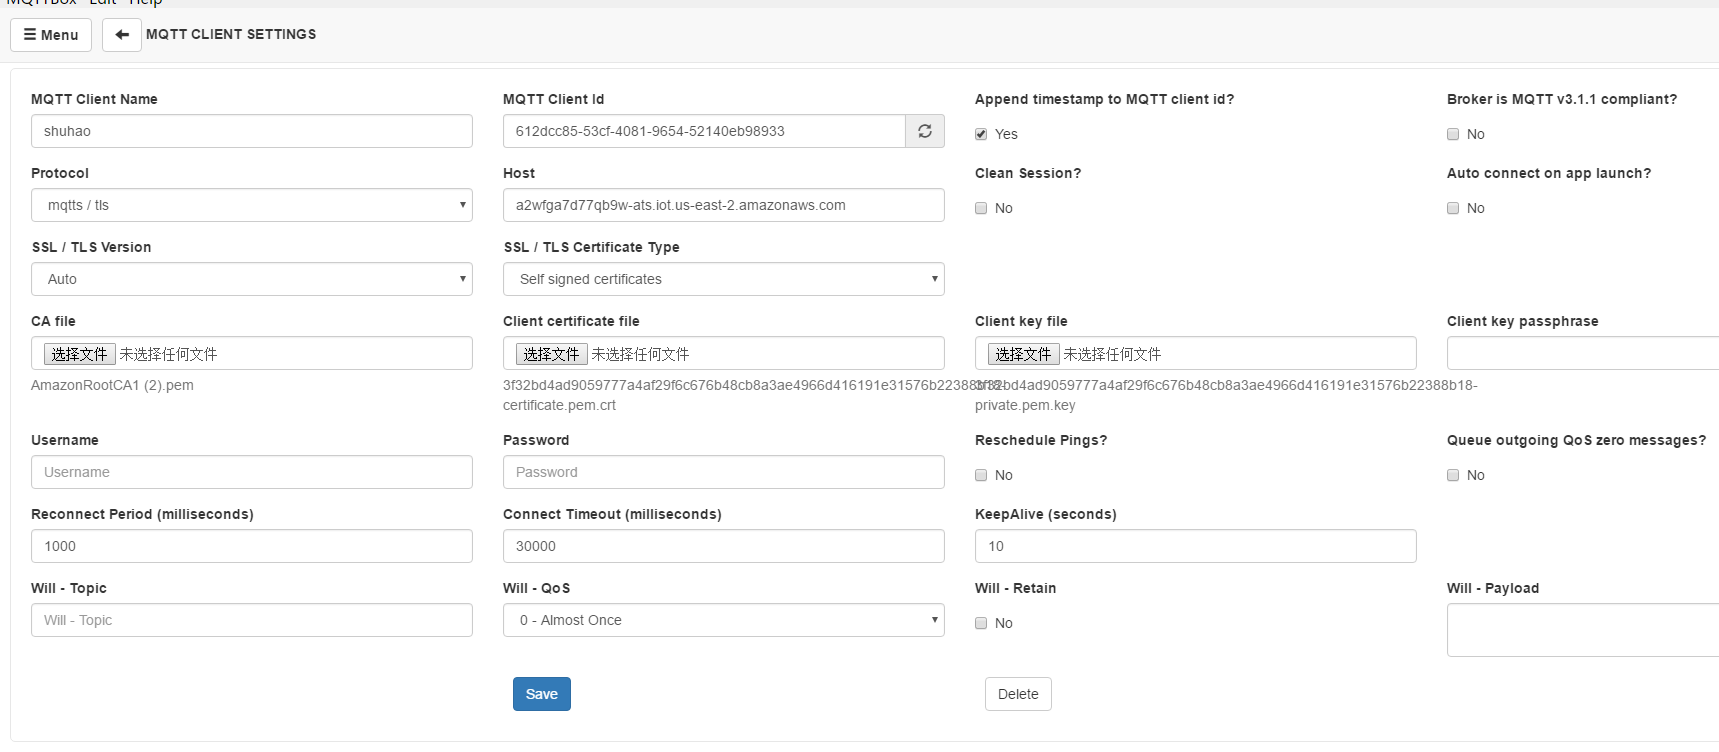 MQTTBox Edit Help
Menu MQTT CLIENT SETTINGS
MQTT Client Name MQTT Client Id Append timestamp to MQTT client id? Broker is MQTT v3.1.1 compliant?
shuhao 612dcc85-53cf-4081-9654-52140eb98933 Yes No
Protocol Host Clean Session? Auto connect on app launch?
mqtts / tls a2wfga7d77qb9w-ats.iot.us-east-2.amazonaws.com No No
SSL / TLS Version SSL / TLS Certificate Type
Auto Self signed certificates
CA file Client certificate file Client key file Client key passphrase
选择文件 未选择任何文件 选择文件 未选择任何文件 选择文件 未选择任何文件
AmazonRootCA1 (2).pem 3f32bd4ad9059777a4af29f6c676b48cb8a3ae4966d416191e31576b22388b18- 3f32bd4ad9059777a4af29f6c676b48cb8a3ae4966d416191e31576b22388b18-
certificate.pem.crt private.pem.key
Username Password Reschedule Pings? Queue outgoing QoS zero messages?
Username Password No No
Reconnect Period (milliseconds) Connect Timeout (milliseconds) KeepAlive (seconds)
1000 30000 10
Will - Topic Will - QoS Will - Retain Will - Payload
Will - Topic 0 - Almost Once No
Save Delete